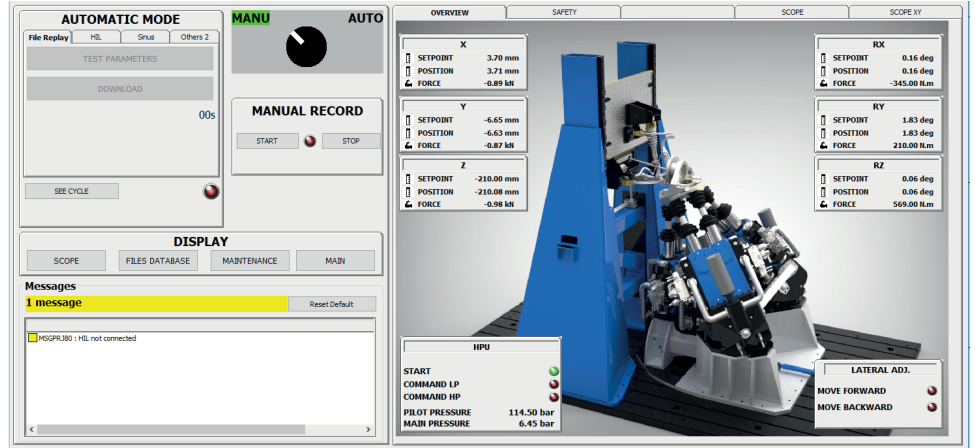 AUTOMATIC MODE
File Replay HIL Sinus Others 2
TEST PARAMETERS
DOWNLOAD
00s
SEE CYCLE
MANU AUTO
MANUAL RECORD
START STOP
DISPLAY
SCOPE FILES DATABASE MAINTENANCE MAIN
Messages
1 message Reset Default
MSGPRJ80 : HIL not connected
OVERVIEW SAFETY SCOPE SCOPE XY
X
SETPOINT 3.70 mm
POSITION 3.71 mm
FORCE -0.89 kN
Y
SETPOINT -6.65 mm
POSITION -6.63 mm
FORCE -0.87 kN
Z
SETPOINT -210.00 mm
POSITION -210.08 mm
FORCE -0.98 kN
RX
SETPOINT 0.16 deg
POSITION 0.16 deg
FORCE -345.00 N.m
RY
SETPOINT 1.83 deg
POSITION 1.83 deg
FORCE 210.00 N.m
RZ
SETPOINT 0.06 deg
POSITION 0.06 deg
FORCE 569.00 N.m
HPU
START
COMMAND LP
COMMAND HP
PILOT PRESSURE 114.50 bar
MAIN PRESSURE 6.45 bar
LATERAL ADJ.
MOVE FORWARD
MOVE BACKWARD